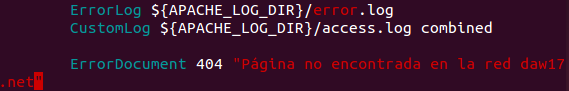 ErrorLog ${APACHE_LOG_DIR}/error.log
CustomLog ${APACHE_LOG_DIR}/access.log combined
ErrorDocument 404 "Página no encontrada en la red daw17
.net"